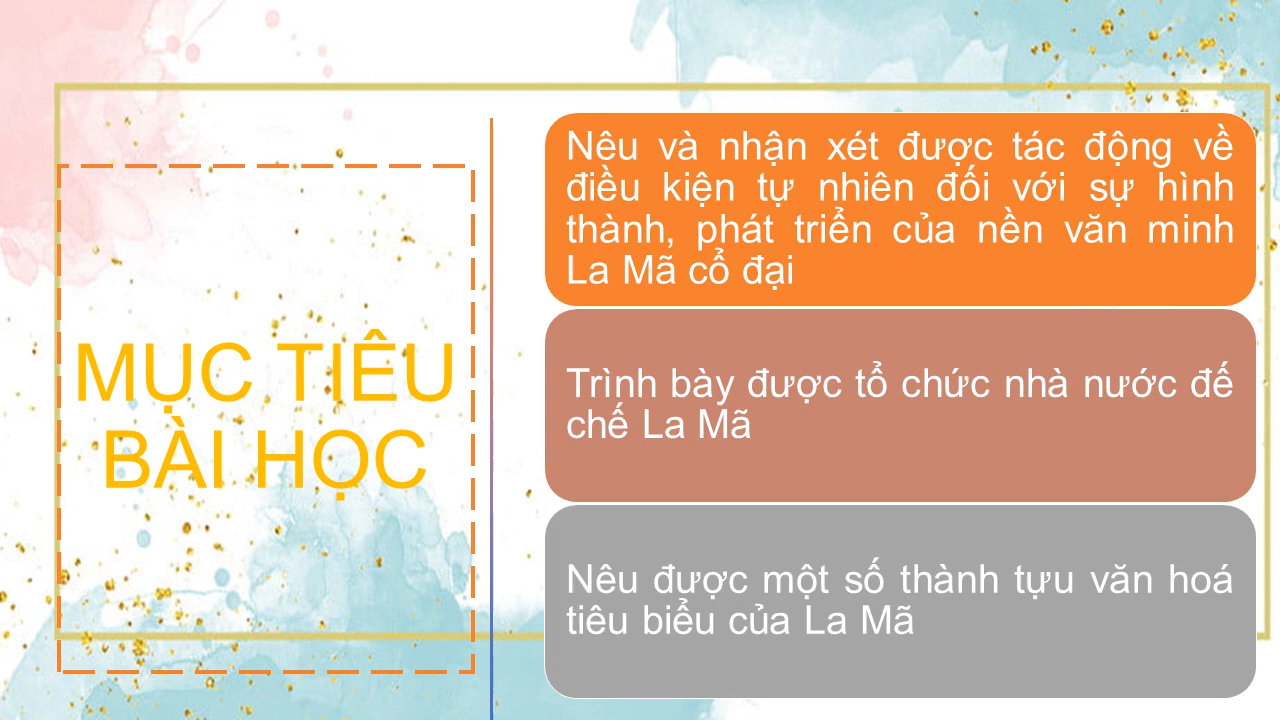 MỤC TIÊU
BÀI HỌC
Nêu và nhận xét được tác động về
điều kiện tự nhiên đối với sự hình
thành, phát triển của nền văn minh
La Mã cổ đại
Trình bày được tổ chức nhà nước đế
chế La Mã
Nêu được một số thành tựu văn hoá
tiêu biểu của La Mã